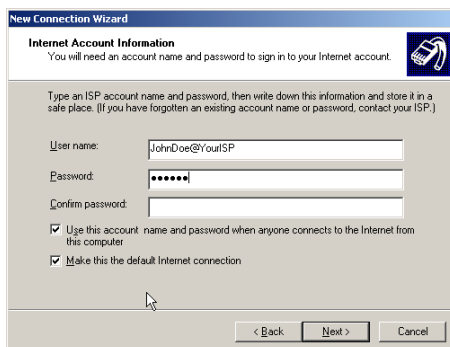 New Connection Wizard
Internet Account Information
You will need an account name and password to sign in to your Internet account.
Type an ISP account name and password, then write down this information and store it in a
safe place. (If you have forgotten an existing account name or password, contact your ISP.)
User name:
JohnDoe@YourISP
Password:
●●●●●●
Confirm password:
Use this account name and password when anyone connects to the Internet from
this computer
Make this the default Internet connection
< Back
Next >
Cancel